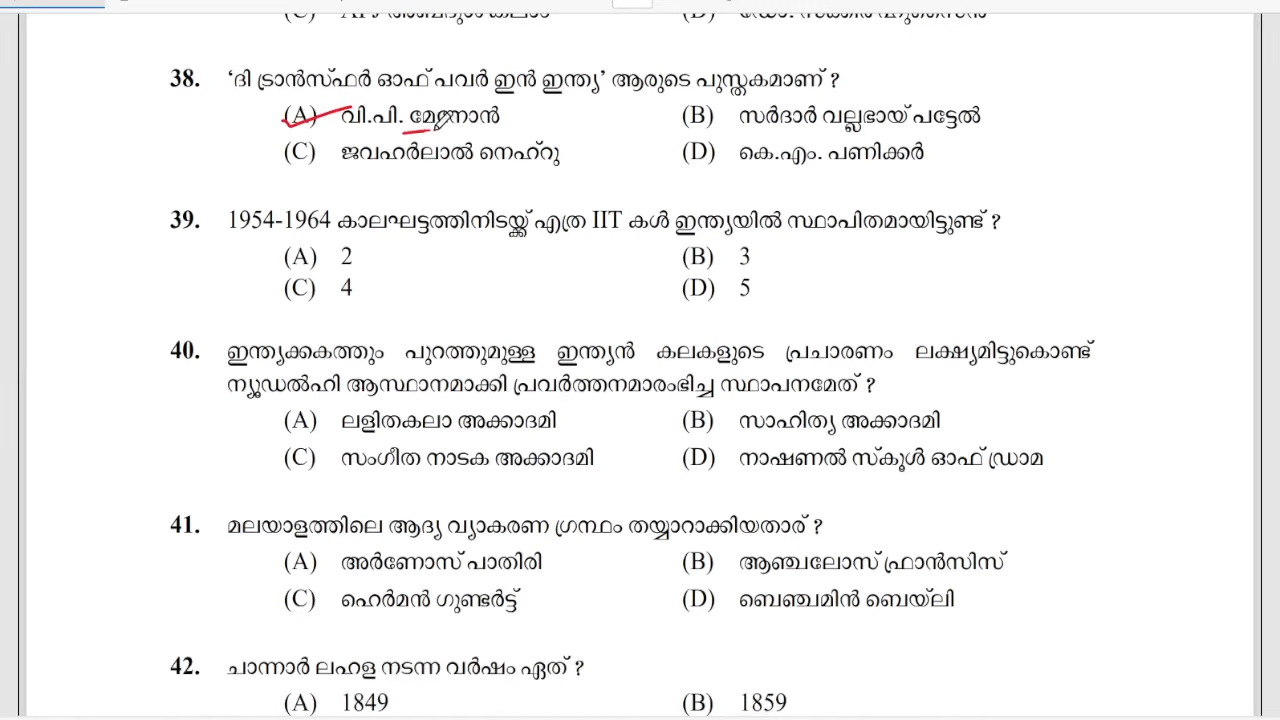 38. 'ദി ട്രാൻസ്ഫർ ഓഫ് പവർ ഇൻ ഇന്ത്യ' ആരുടെ പുസ്തകമാണ് ?
(A) വി.പി. മേനോൻ (B) സർദാർ വല്ലഭായ് പട്ടേൽ
(C) ജവഹർലാൽ നെഹ്റു (D) കെ.എം. പണിക്കർ
39. 1954-1964 കാലഘട്ടത്തിനിടയ്ക്ക് എത്ര IIT കൾ ഇന്ത്യയിൽ സ്ഥാപിതമായിട്ടുണ്ട് ?
(A) 2 (B) 3
(C) 4 (D) 5
40. ഇന്ത്യക്കകത്തും പുറത്തുമുള്ള ഇന്ത്യൻ കലകളുടെ പ്രചാരണം ലക്ഷ്യമിട്ടുകൊണ്ട്
ന്യൂഡൽഹി ആസ്ഥാനമാക്കി പ്രവർത്തനമാരംഭിച്ച സ്ഥാപനമേത് ?
(A) ലളിതകലാ അക്കാദമി (B) സാഹിത്യ അക്കാദമി
(C) സംഗീത നാടക അക്കാദമി (D) നാഷണൽ സ്കൂൾ ഓഫ് ഡ്രാമ
41. മലയാളത്തിലെ ആദ്യ വ്യാകരണ ഗ്രന്ഥം തയ്യാറാക്കിയതാര് ?
(A) അർണോസ് പാതിരി (B) ആഞ്ചലോസ് ഫ്രാൻസിസ്
(C) ഹെർമൻ ഗുണ്ടർട്ട് (D) ബെഞ്ചമിൻ ബെയ്ലി
42. ചാന്നാർ ലഹള നടന്ന വർഷം ഏത് ?
(A) 1849 (B) 1859